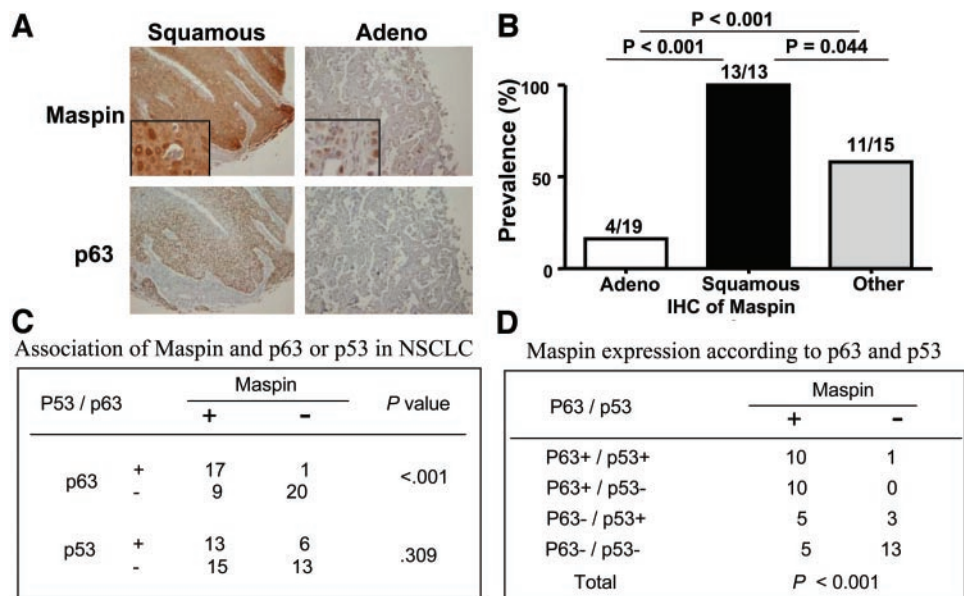 A
Squamous
Adeno
Maspin
p63
B
P < 0.001
P < 0.001
P = 0.044
13/13
11/15
4/19
Prevalence (%)
100
50
0
Adeno
Squamous
Other
IHC of Maspin
C
Association of Maspin and p63 or p53 in NSCLC
P53 / p63 Maspin P value
+ -
p63 + 17 1 <.001
- 9 20
p53 + 13 6 .309
- 15 13
D
Maspin expression according to p63 and p53
P63 / p53 Maspin
+ -
P63+ / p53+ 10 1
P63+ / p53- 10 0
P63- / p53+ 5 3
P63- / p53- 5 13
Total P < 0.001